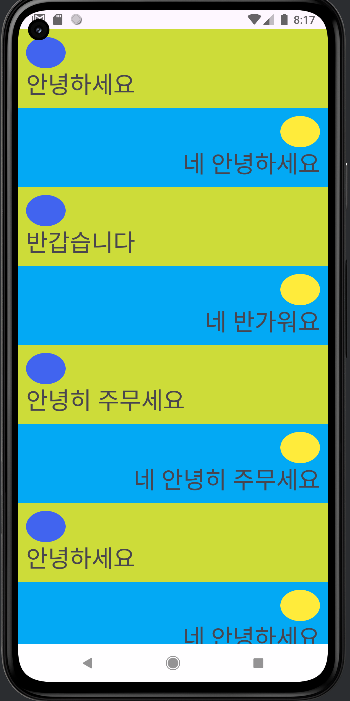 8:17
안녕하세요
네 안녕하세요
반갑습니다
네 반가워요
안녕히 주무세요
네 안녕히 주무세요
안녕하세요
네 안녕하세요